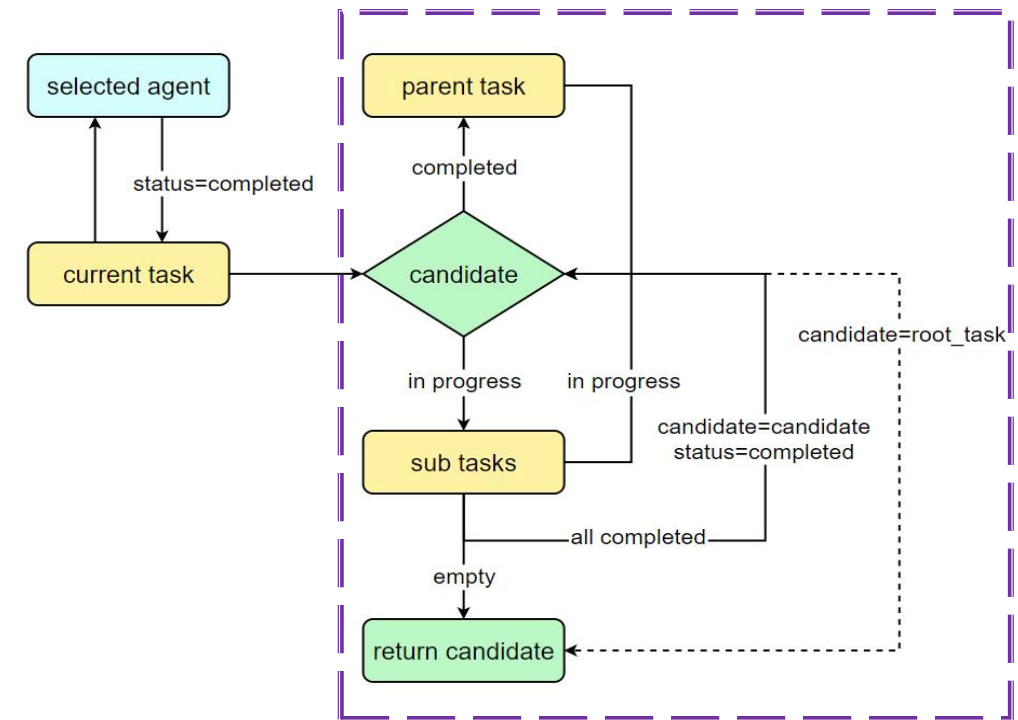 selected agent
parent task
completed
status=completed
current task
candidate
candidate=root_task
in progress
in progress
candidate=candidate
status=completed
sub tasks
all completed
empty
return candidate